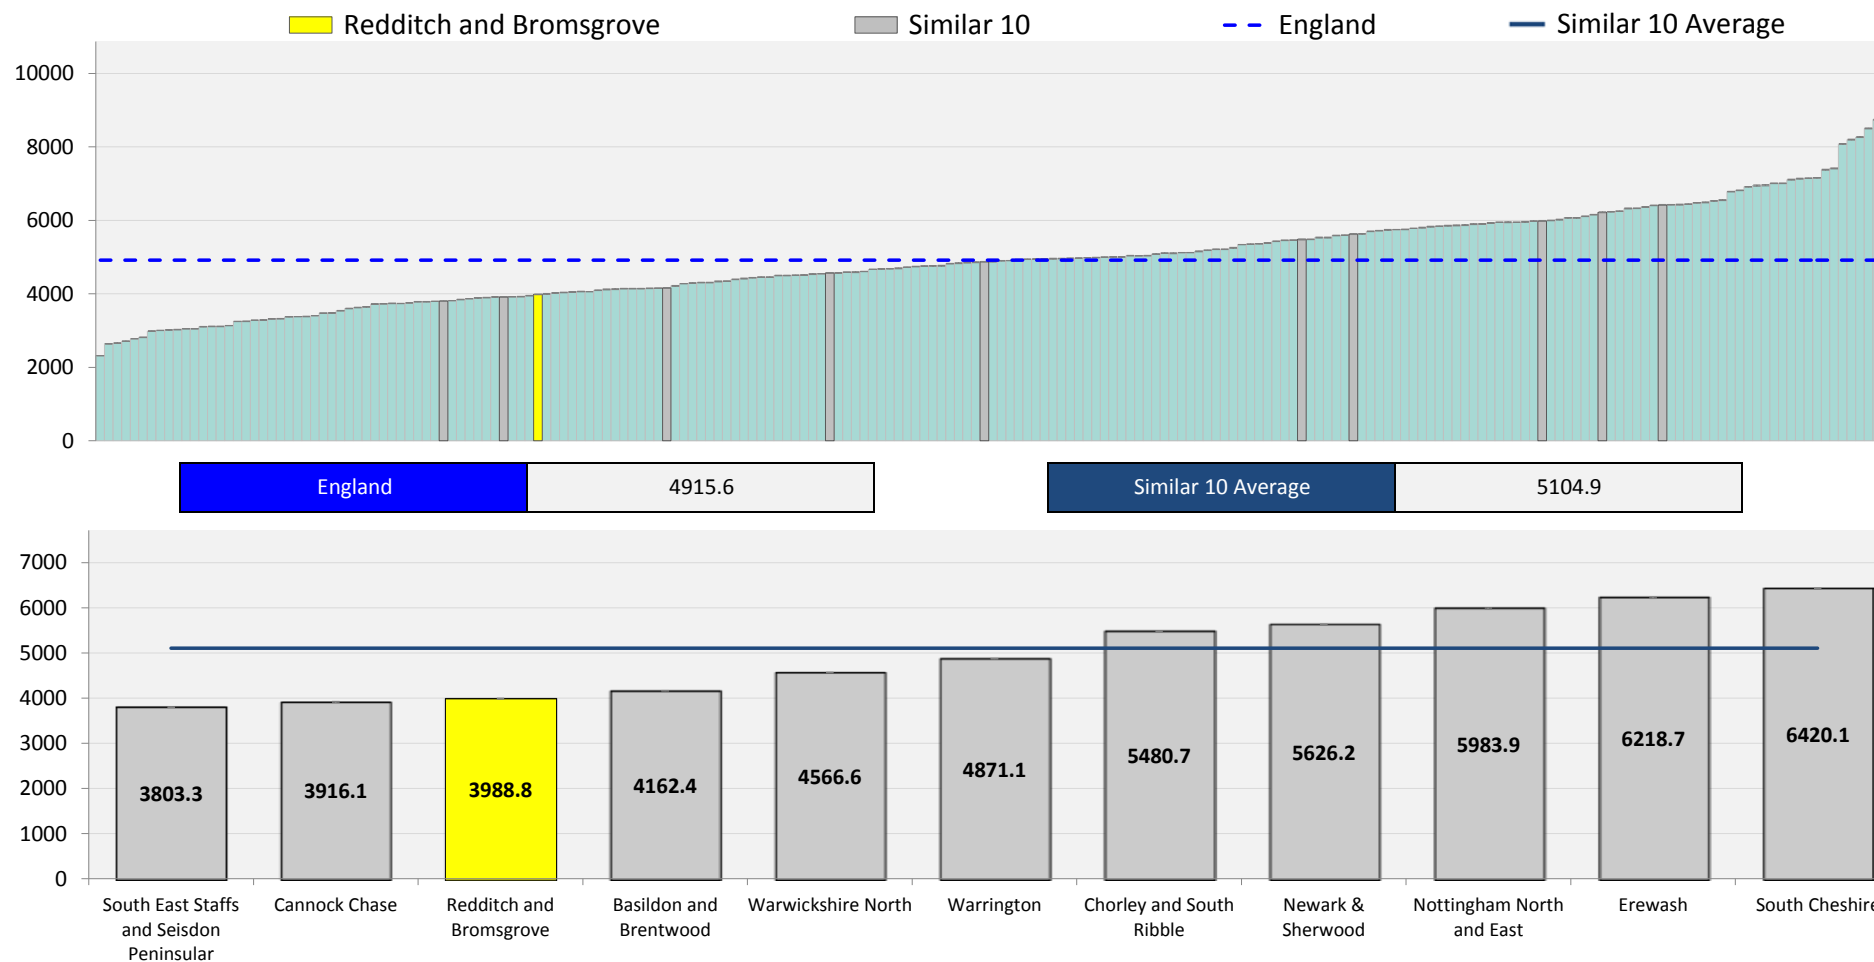 Redditch and Bromsgrove Similar 10 England Similar 10 Average
10000
8000
6000
4000
2000
0
England 4915.6 Similar 10 Average 5104.9
7000
6000
5000
4000
3000
2000
1000
0
3803.3 3916.1 3988.8 4162.4 4566.6 4871.1 5480.7 5626.2 5983.9 6218.7 6420.1
South East Staffs
and Seisdon
Peninsular
Cannock Chase
Redditch and
Bromsgrove
Basildon and
Brentwood
Warwickshire North
Warrington
Chorley and South
Ribble
Newark &
Sherwood
Nottingham North
and East
Erewash
South Cheshire